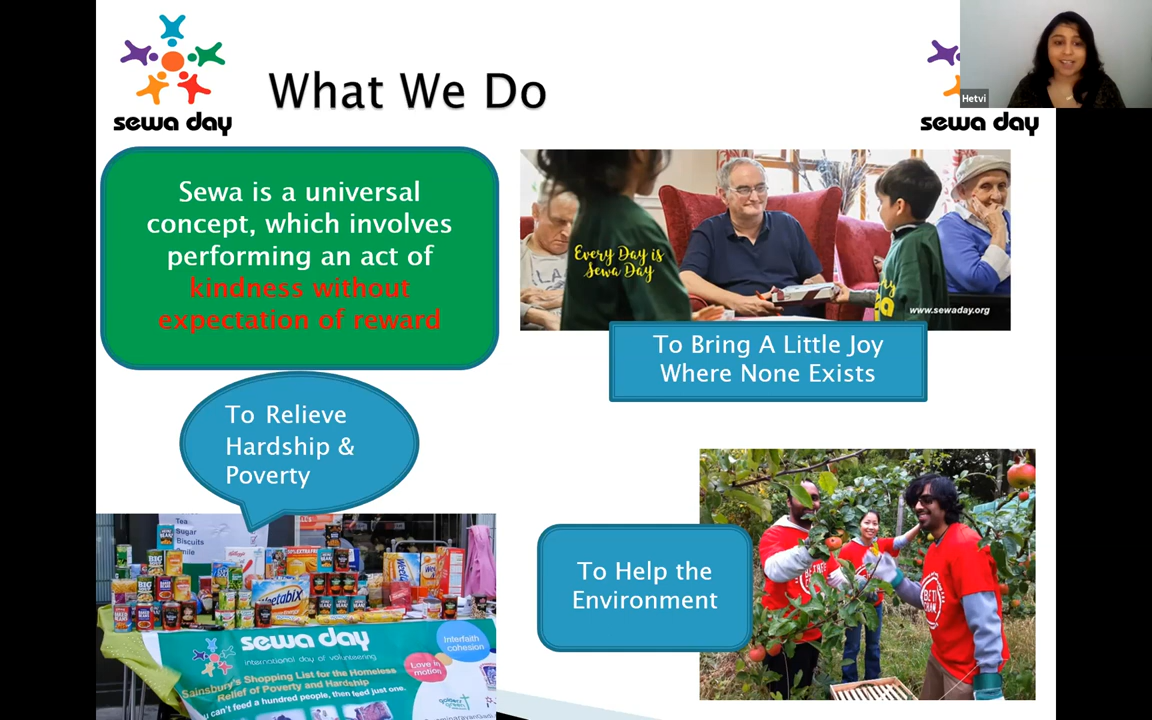 What We Do
sewa day
sewa day
Hetvi
Sewa is a universal
concept, which involves
performing an act of
kindness without
expectation of reward
Every Day is
Sewa Day
www.sewaday.org
To Bring A Little Joy
Where None Exists
To Relieve
Hardship &
Poverty
Tea
Sugar
Biscuits
Weetabix
sewa day
international day of volunteering
Interfaith
cohesion
Love in
motion
Sainsbury's Shopping List for the Homeless
Relief of Poverty and Hardship
can't feed a hundred people, then feed just one.
To Help the
Environment